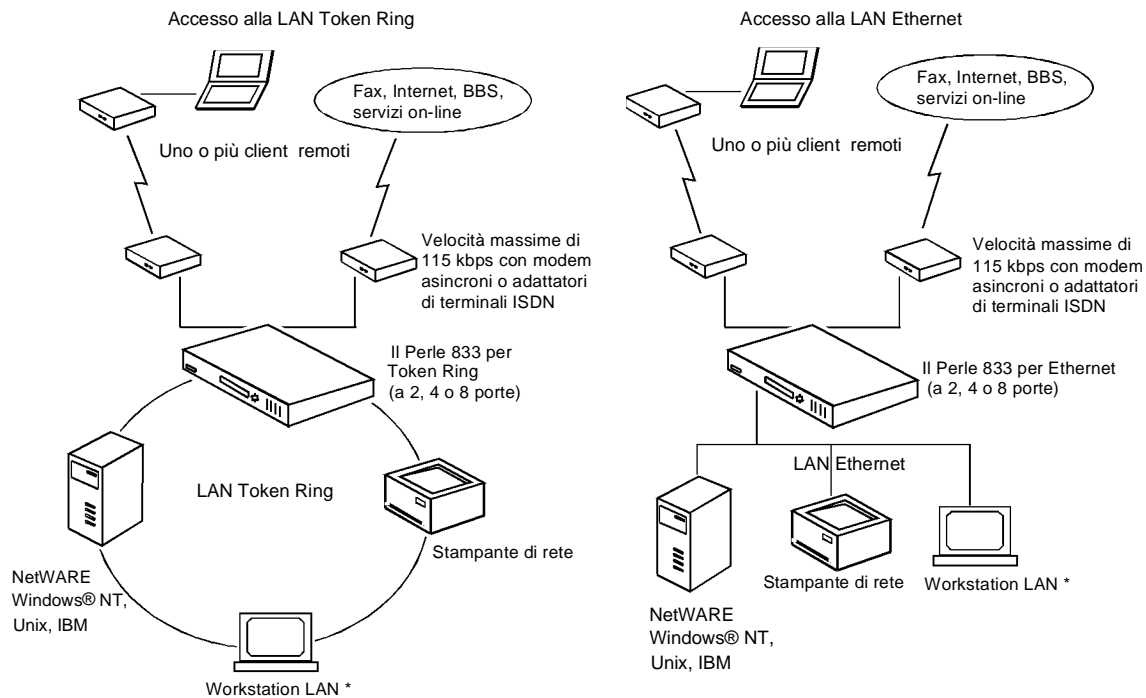 Accesso alla LAN Token Ring
Fax, Internet, BBS,
servizi on-line
Uno o più client remoti
Velocità massime di
115 kbps con modem
asincroni o adattatori
di terminali ISDN
Il Perle 833 per
Token Ring
(a 2, 4 o 8 porte)
LAN Token Ring
Stampante di rete
NetWARE
Windows® NT,
Unix, IBM
Workstation LAN *
Accesso alla LAN Ethernet
Fax, Internet, BBS,
servizi on-line
Uno o più client remoti
Velocità massime di
115 kbps con modem
asincroni o adattatori
di terminali ISDN
Il Perle 833 per Ethernet
(a 2, 4 o 8 porte)
LAN Ethernet
Stampante di rete
Workstation LAN *
NetWARE
Windows® NT,
Unix, IBM